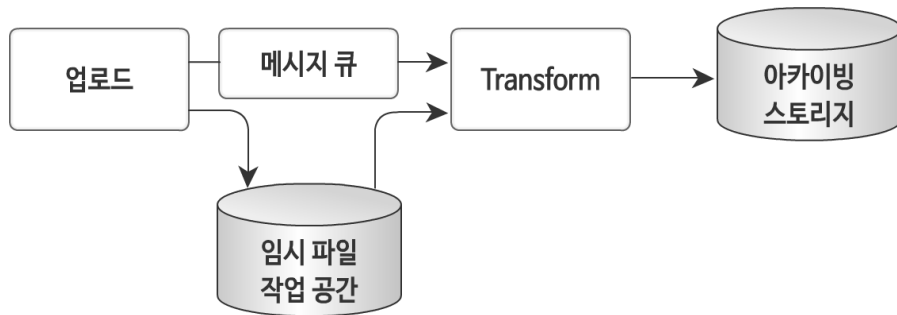 업로드
메시지 큐
Transform
아카이빙
스토리지
임시 파일
작업 공간